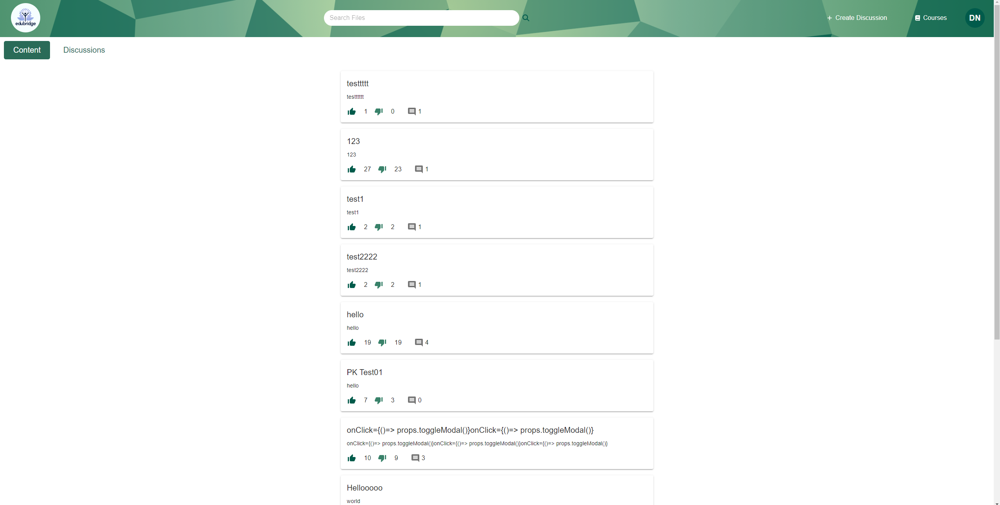 edubridge
Search Files
Create Discussion
Courses
DN
Content
Discussions
testtttt
testttttt
1 0 1
123
123
27 23 1
test1
test1
2 2 1
test2222
test2222
2 2 1
hello
hello
19 19 4
PK Test01
hello
7 3 0
onClick={()=> props.toggleModal()}onClick={()=> props.toggleModal()}
onClick={()=> props.toggleModal()}onClick={()=> props.toggleModal()}onClick={()=> props.toggleModal()}
10 9 3
Hellooooo
world